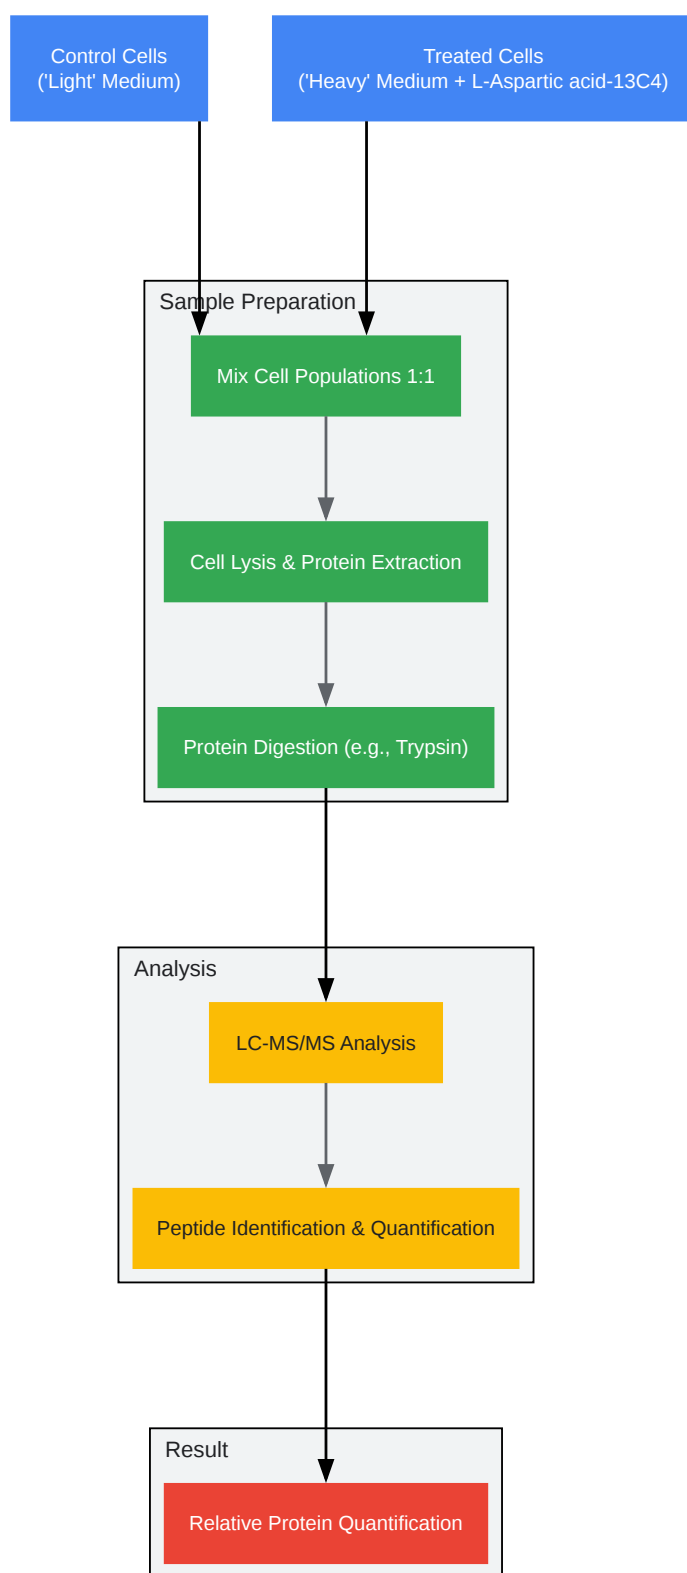 Control Cells
('Light' Medium)
Treated Cells
('Heavy' Medium + L-Aspartic acid-13C4)
Sample Preparation
Mix Cell Populations 1:1
Cell Lysis & Protein Extraction
Protein Digestion (e.g., Trypsin)
Analysis
LC-MS/MS Analysis
Peptide Identification & Quantification
Result
Relative Protein Quantification